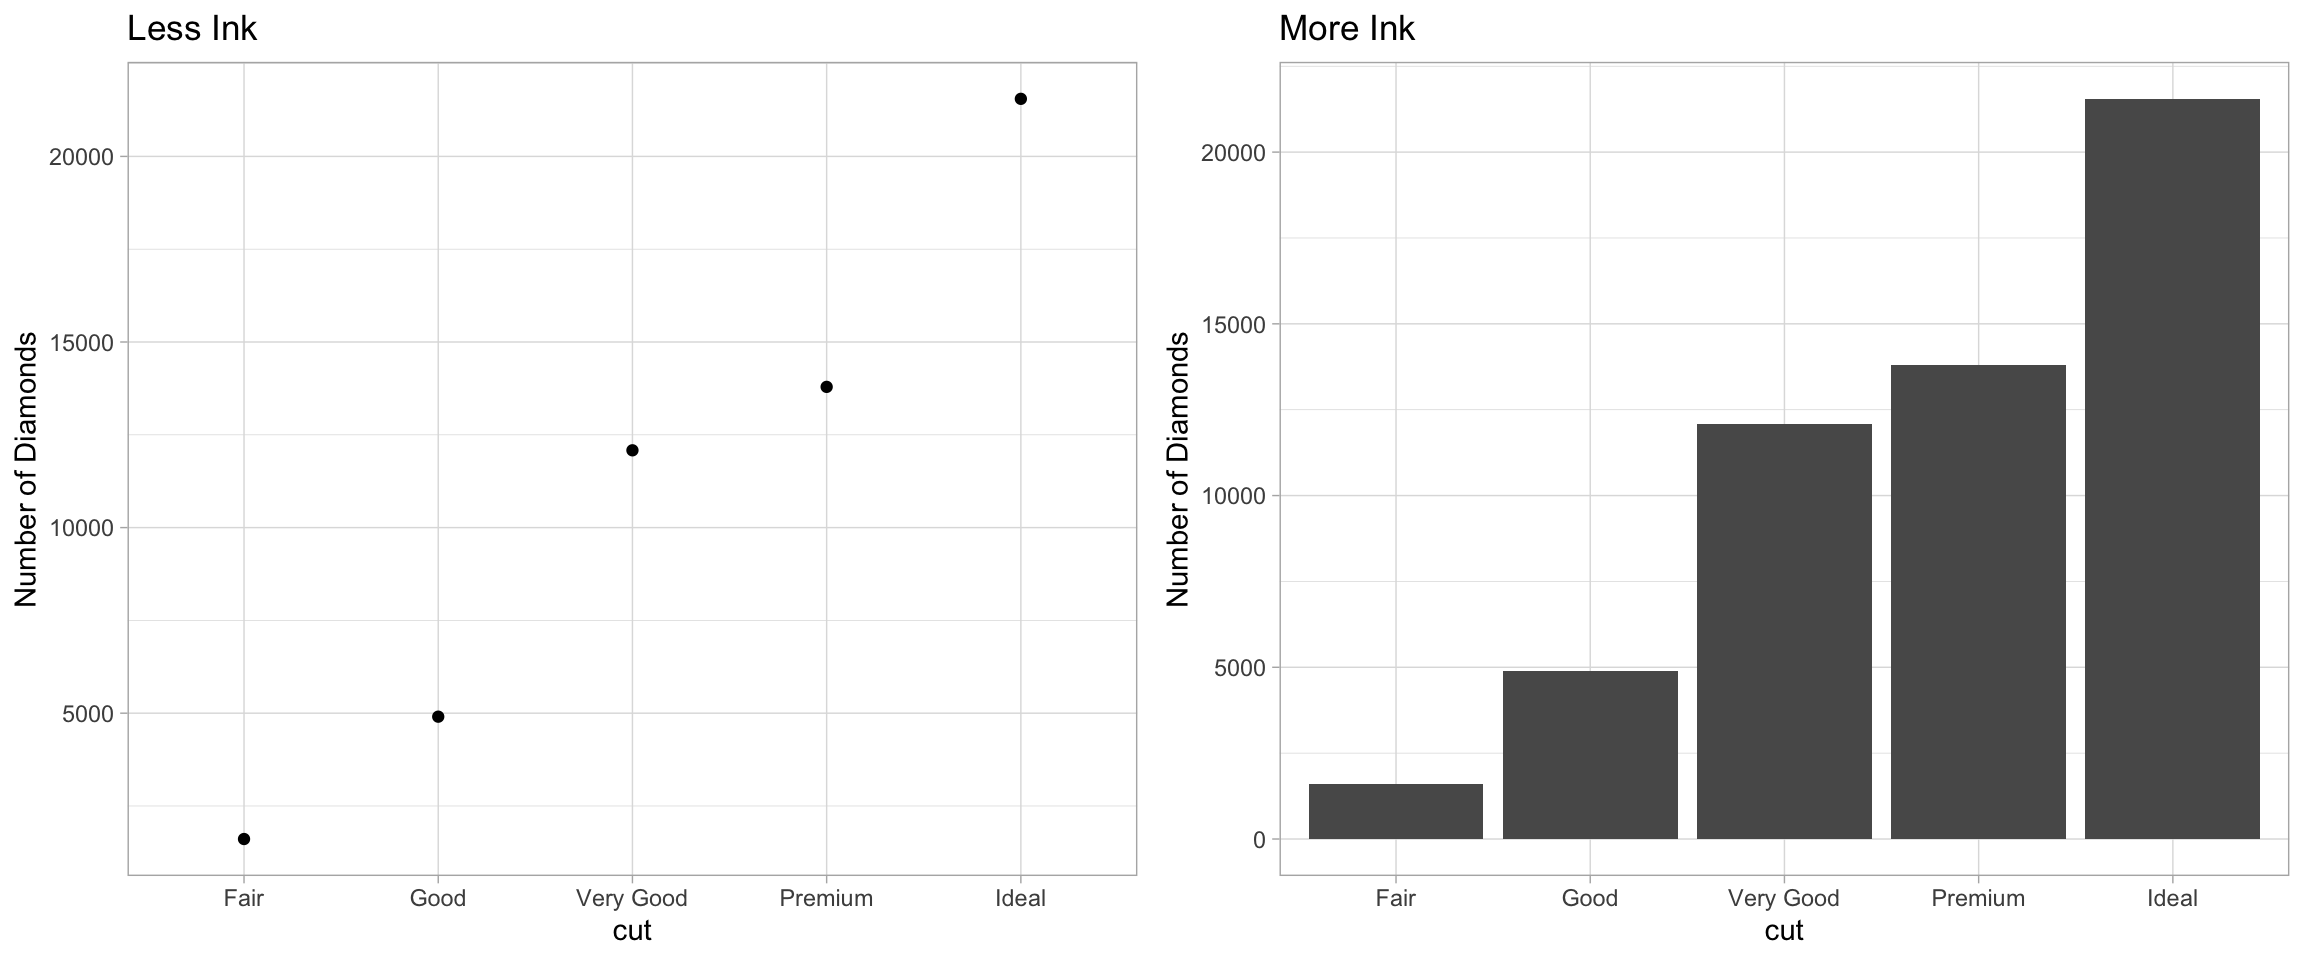 Less Ink
Number of Diamonds
20000
15000
10000
5000
Fair Good Very Good Premium Ideal
cut
More Ink
Number of Diamonds
20000
15000
10000
5000
0
Fair Good Very Good Premium Ideal
cut